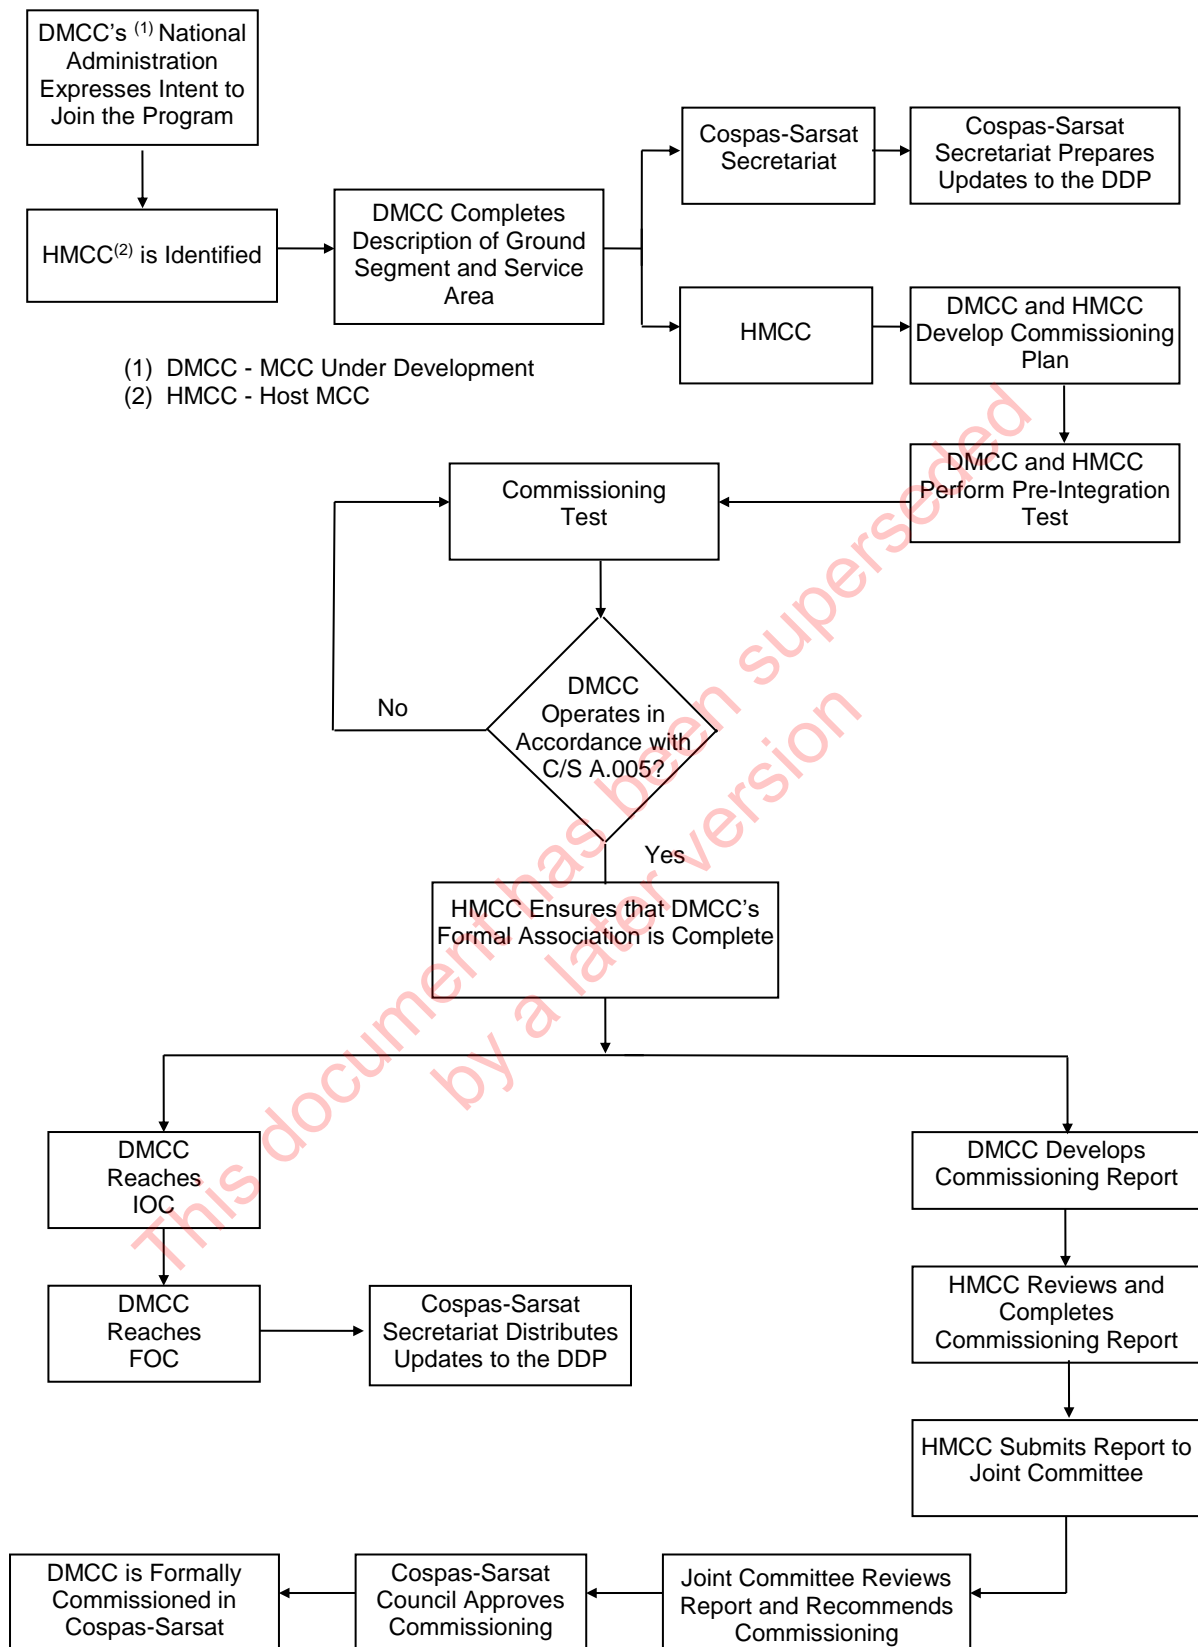 DMCC's (1) National
Administration
Expresses Intent to
Join the Program
Cospas-Sarsat
Secretariat
Cospas-Sarsat
Secretariat Prepares
Updates to the DDP
HMCC(2) is Identified
DMCC Completes
Description of Ground
Segment and Service
Area
HMCC
DMCC and HMCC
Develop Commissioning
Plan
(1) DMCC - MCC Under Development
(2) HMCC - Host MCC
DMCC and HMCC
Perform Pre-Integration
Test
Commissioning
Test
DMCC
Operates in
Accordance with
C/S A.005?
No
Yes
HMCC Ensures that DMCC's
Formal Association is Complete
DMCC
Reaches
IOC
DMCC Develops
Commissioning Report
DMCC
Reaches
FOC
Cospas-Sarsat
Secretariat Distributes
Updates to the DDP
HMCC Reviews and
Completes
Commissioning Report
HMCC Submits Report to
Joint Committee
DMCC is Formally
Commissioned in
Cospas-Sarsat
Cospas-Sarsat
Council Approves
Commissioning
Joint Committee Reviews
Report and Recommends
Commissioning
This document has been superseded
by a later version